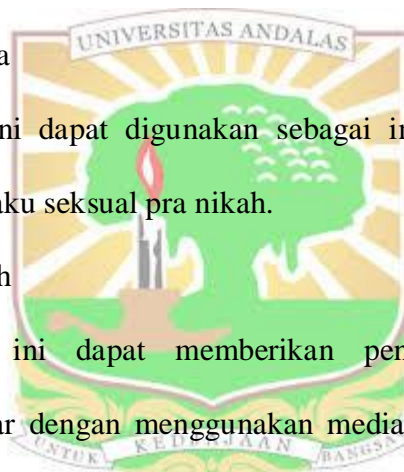 UNIVERSITAS ANDALAS
a
ni dapat digunakan sebagai in
aku seksual pra nikah.
h
ini dapat memberikan pen
ar dengan menggunakan media
UNTUK KEDJAJAAN BANGSA